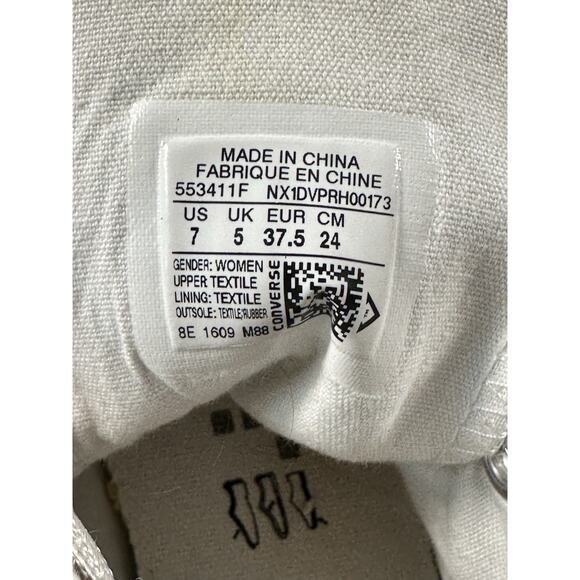 MADE IN CHINA
FABRIQUE EN CHINE
553411F NX1DVPRH00173
US UK EUR CM
7 5 37.5 24
GENDER: WOMEN
UPPER: TEXTILE
LINING: TEXTILE
OUTSOLE: TEXTILE/RUBBER
8E 1609 M88
CONVERSE
TM